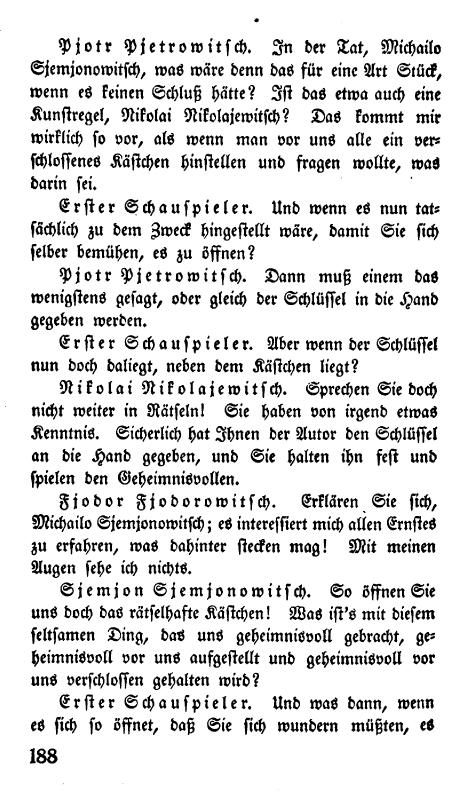 Pjotr Pjetrowitsch. In der Tat, Michailo
Sjemjonowitsch, was wäre denn das für eine Art Stück,
wenn es keinen Schluß hätte? Ist das etwa auch eine
Kunstregel, Nikolai Nikolajewitsch? Das kommt mir
wirklich so vor, als wenn man vor uns alle ein ver-
schlossenes Kästchen hinstellen und fragen wollte, was
darin sei.
Erster Schauspieler. Und wenn es nun tat-
sächlich zu dem Zweck hingestellt wäre, damit Sie sich
selber bemühen, es zu öffnen?
Pjotr Pjetrowitsch. Dann muß einem das
wenigstens gesagt, oder gleich der Schlüssel in die Hand
gegeben werden.
Erster Schauspieler. Aber wenn der Schlüssel
nun doch daliegt, neben dem Kästchen liegt?
Nikolai Nikolajewitsch. Sprechen Sie doch
nicht weiter in Rätseln! Sie haben von irgend etwas
Kenntnis. Sicherlich hat Ihnen der Autor den Schlüssel
an die Hand gegeben, und Sie halten ihn fest und
spielen den Geheimnisvollen.
Fjodor Fjodorowitsch. Erklären Sie sich,
Michailo Sjemjonowitsch; es interessiert mich allen Ernstes
zu erfahren, was dahinter stecken mag! Mit meinen
Augen sehe ich nichts.
Sjemjon Sjemjonowitsch. So öffnen Sie
uns doch das rätselhafte Kästchen! Was ist's mit diesem
seltsamen Ding, das uns geheimnisvoll gebracht, ge-
heimnisvoll vor uns aufgestellt und geheimnisvoll vor
uns verschlossen gehalten wird?
Erster Schauspieler. Und was dann, wenn
es sich so öffnet, daß Sie sich wundern müßten, es
188